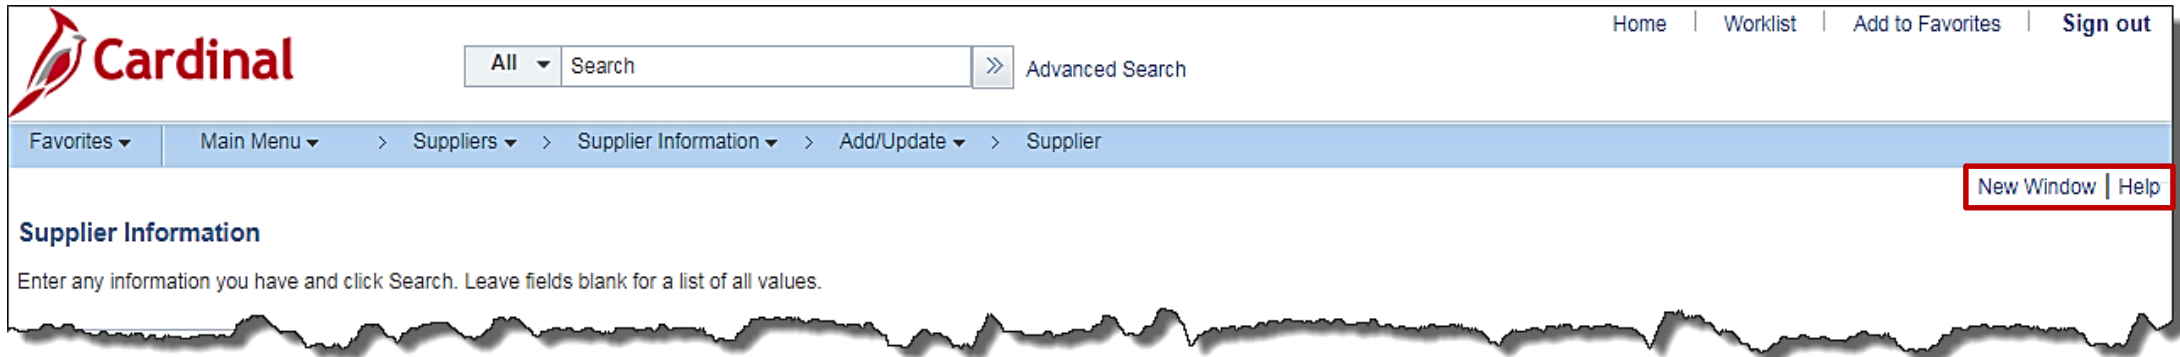 Home | Worklist | Add to Favorites | Sign out
Cardinal
All Search » Advanced Search
Favorites Main Menu > Suppliers > Supplier Information > Add/Update > Supplier
New Window | Help
Supplier Information
Enter any information you have and click Search. Leave fields blank for a list of all values.